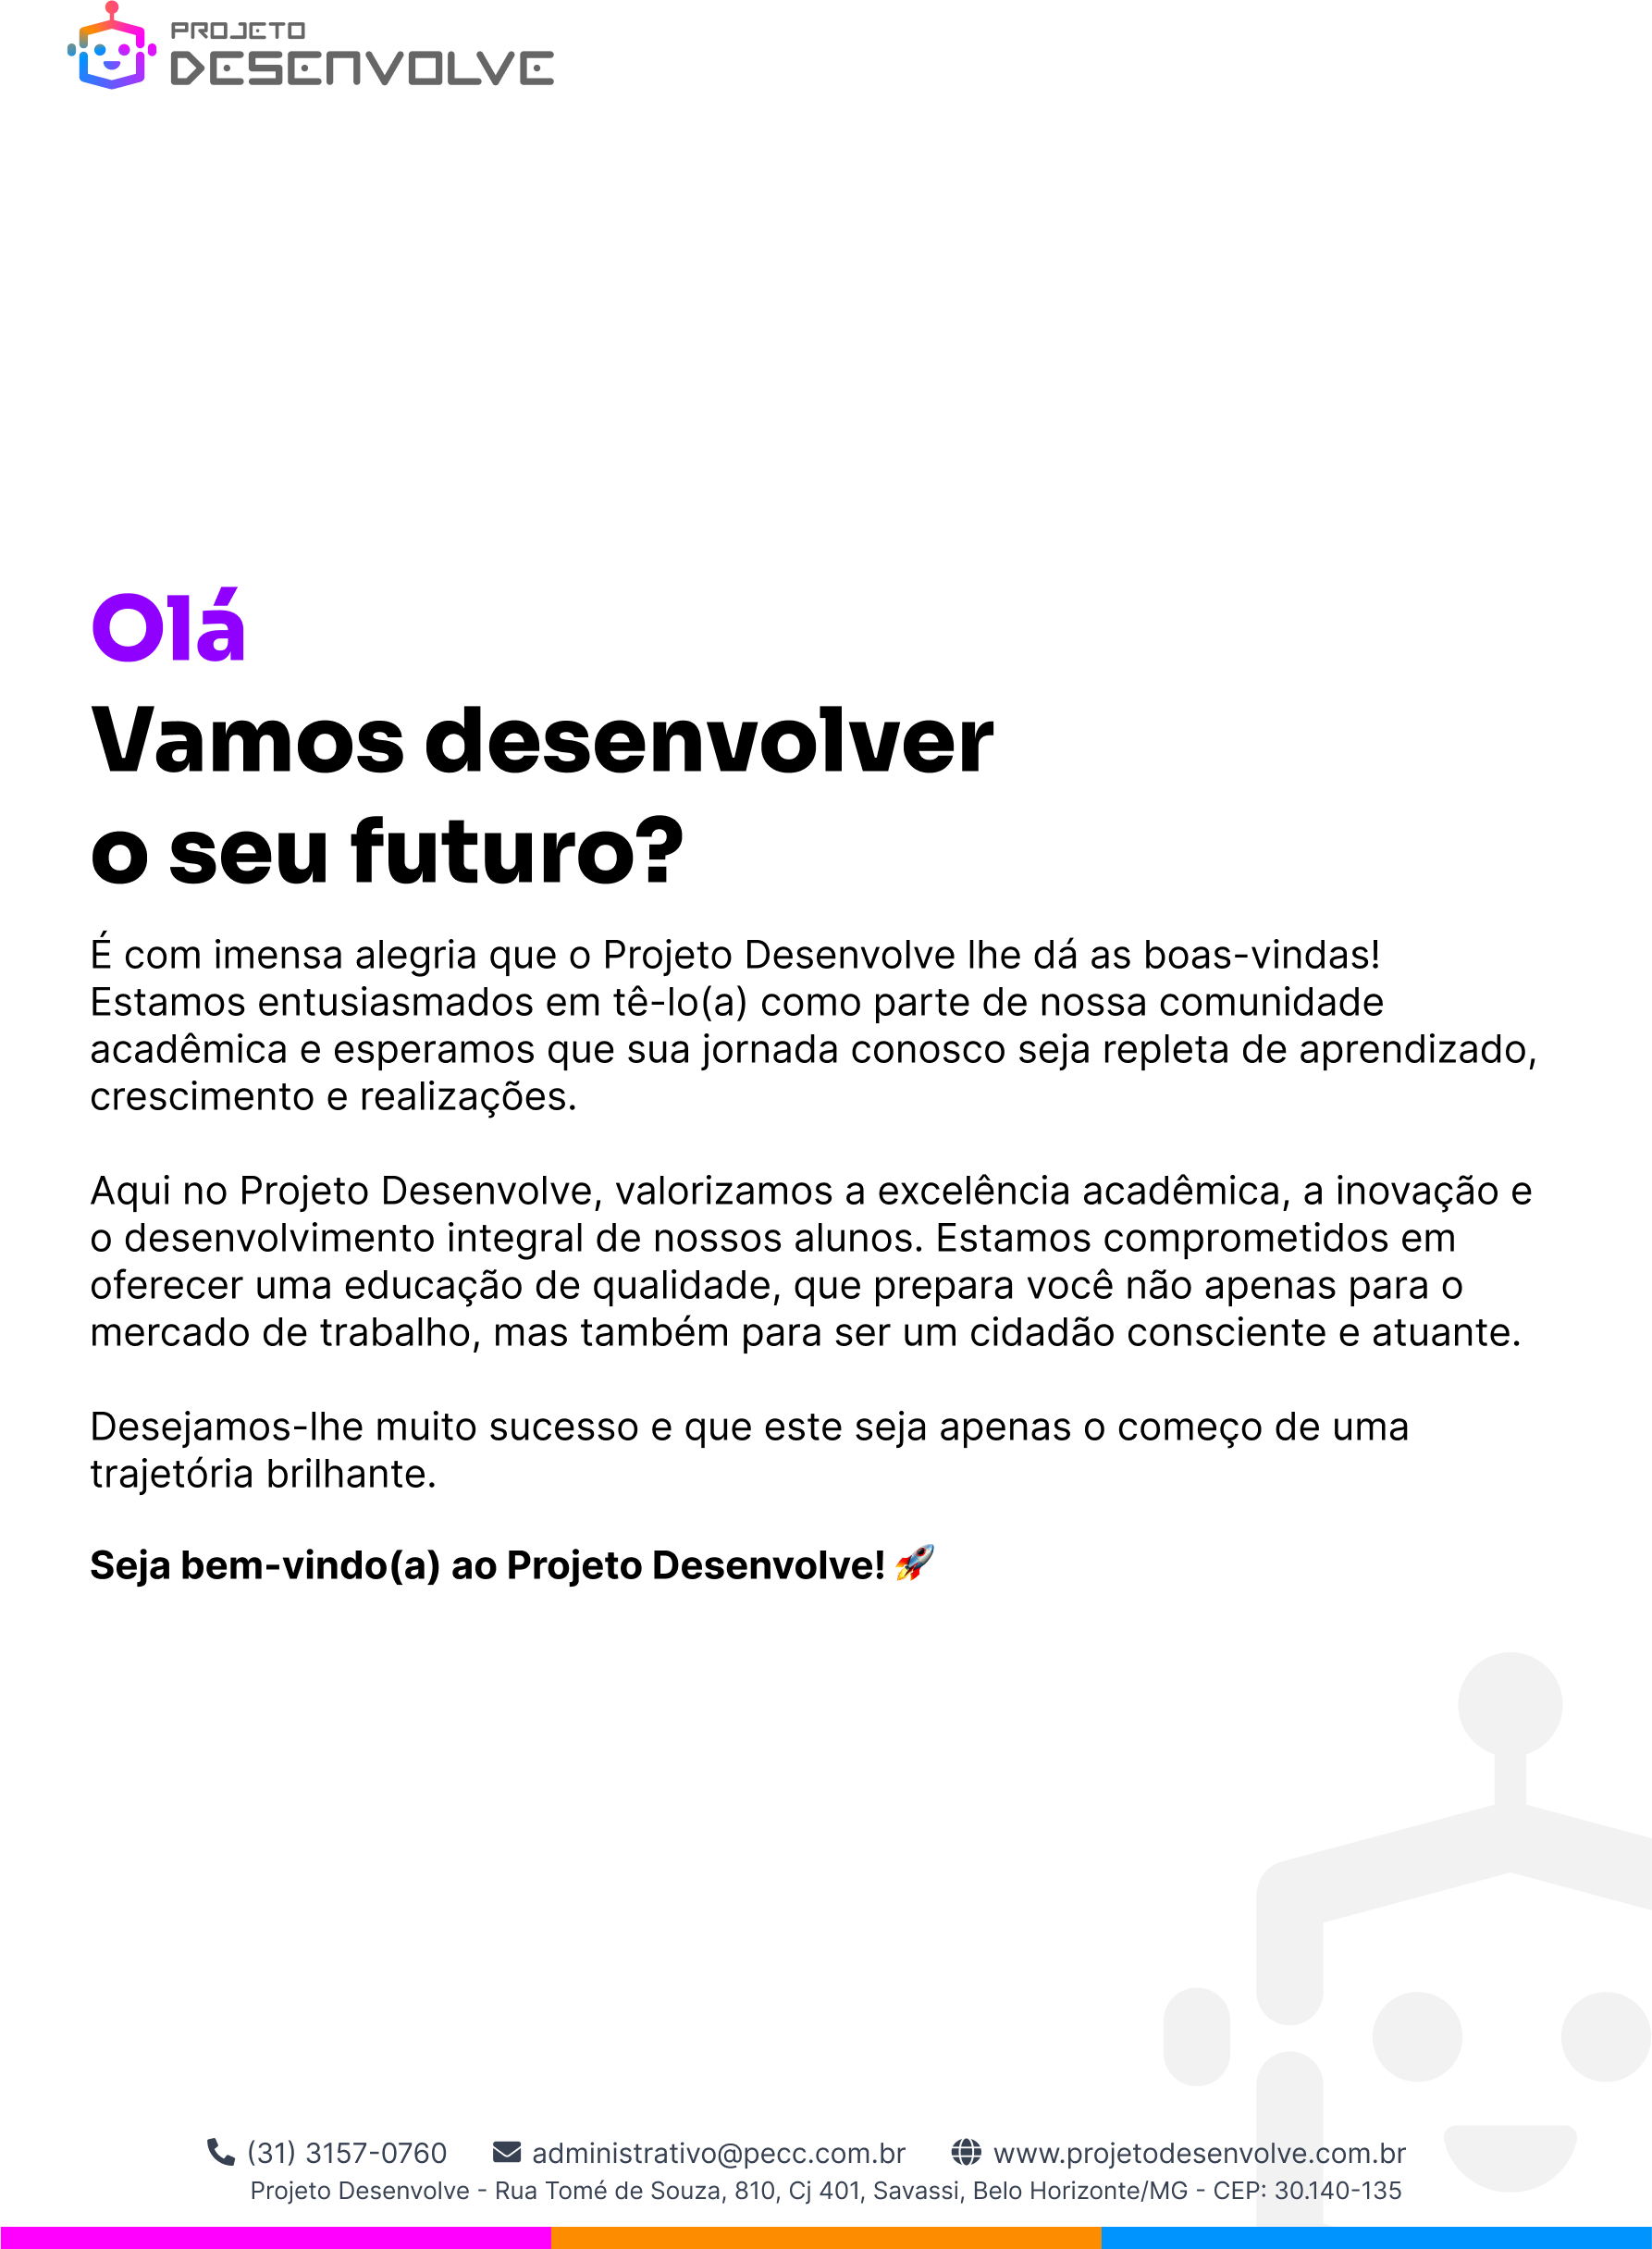 PROJETO
DESENVOLVE
Olá
Vamos desenvolver
o seu futuro?
É com imensa alegria que o Projeto Desenvolve lhe dá as boas-vindas!
Estamos entusiasmados em tê-lo(a) como parte de nossa comunidade
acadêmica e esperamos que sua jornada conosco seja repleta de aprendizado,
crescimento e realizações.
Aqui no Projeto Desenvolve, valorizamos a excelência acadêmica, a inovação e
o desenvolvimento integral de nossos alunos. Estamos comprometidos em
oferecer uma educação de qualidade, que prepara você não apenas para o
mercado de trabalho, mas também para ser um cidadão consciente e atuante.
Desejamos-lhe muito sucesso e que este seja apenas o começo de uma
trajetória brilhante.
Seja bem-vindo(a) ao Projeto Desenvolve! 🚀
(31) 3157-0760 administrativo@pecc.com.br www.projetodesenvolve.com.br
Projeto Desenvolve - Rua Tomé de Souza, 810, Cj 401, Savassi, Belo Horizonte/MG - CEP: 30.140-135